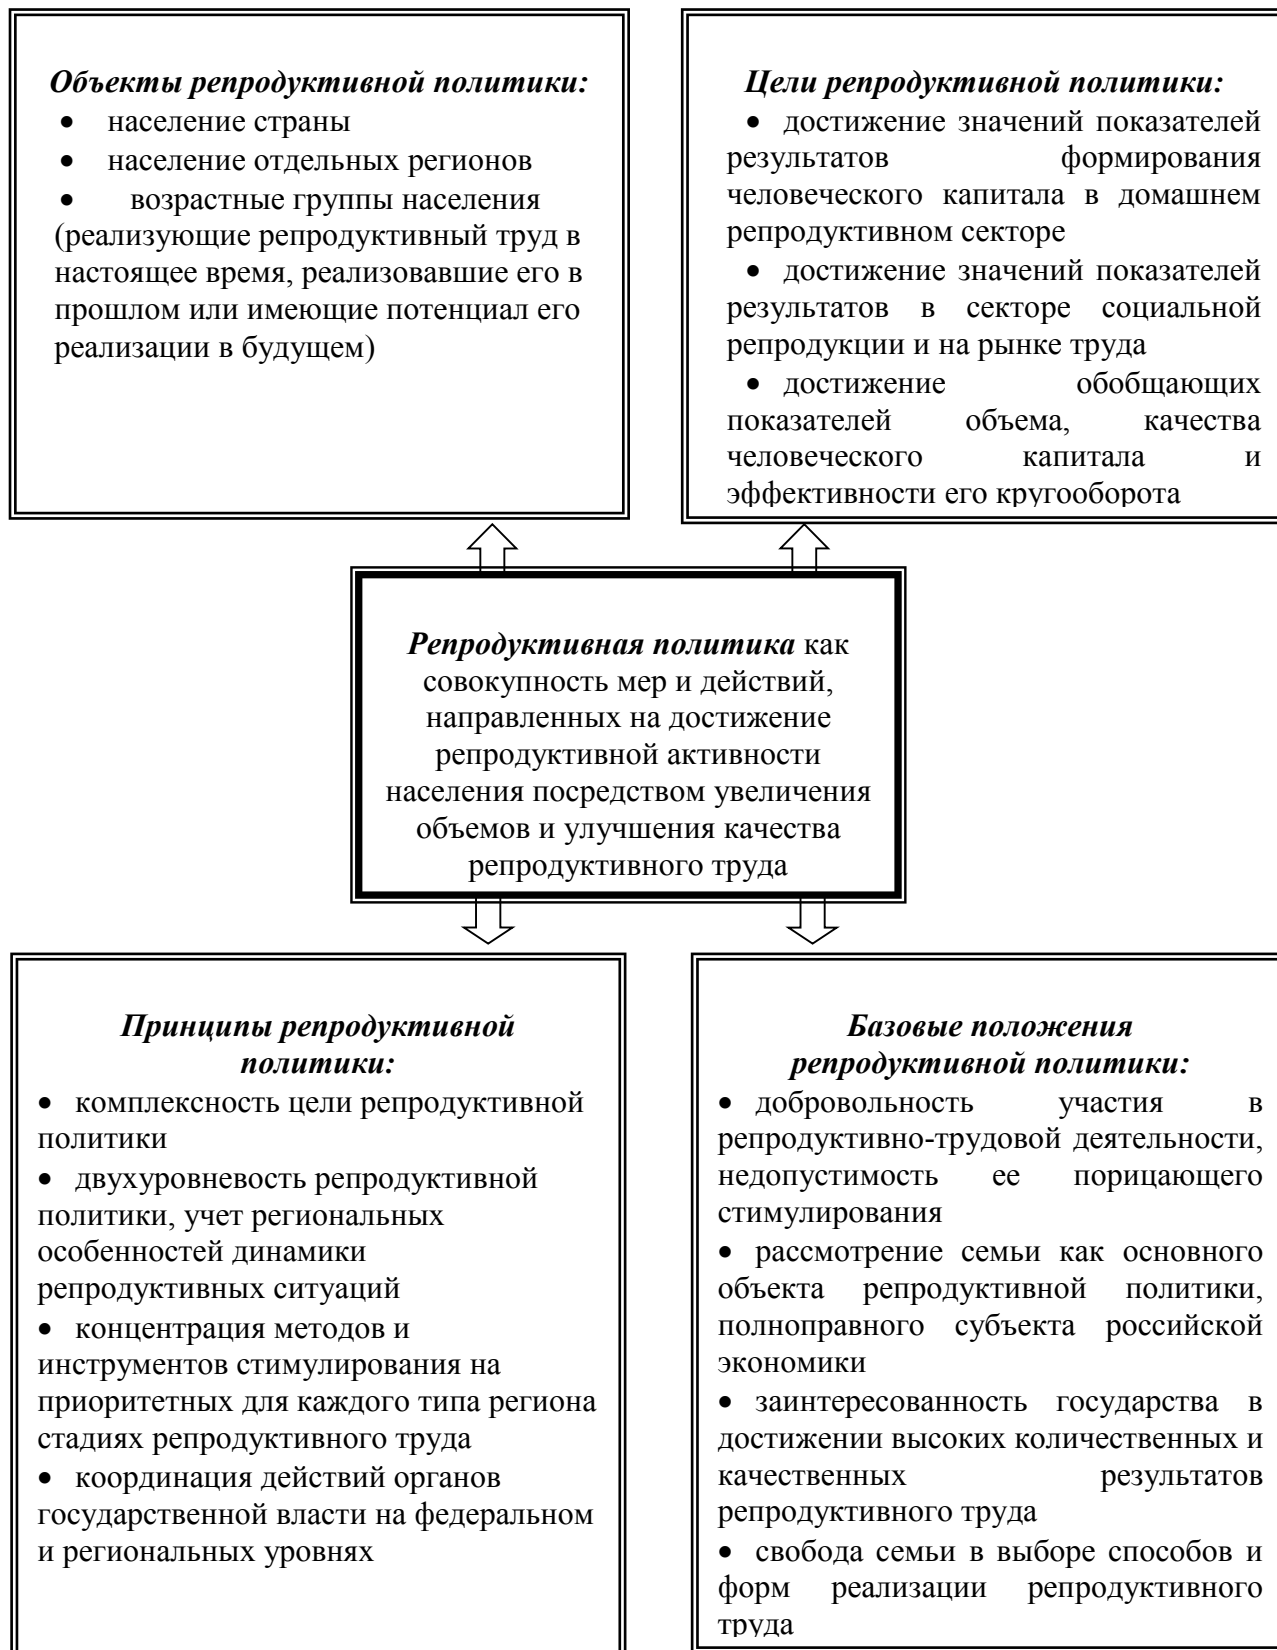 Объекты репродуктивной политики:
• население страны
• население отдельных регионов
• возрастные группы населения
(реализующие репродуктивный труд в
настоящее время, реализовавшие его в
прошлом или имеющие потенциал его
реализации в будущем)
Цели репродуктивной политики:
• достижение значений показателей
результатов формирования
человеческого капитала в домашнем
репродуктивном секторе
• достижение значений показателей
результатов в секторе социальной
репродукции и на рынке труда
• достижение обобщающих
показателей объема, качества
человеческого капитала и
эффективности его кругооборота
Репродуктивная политика как
совокупность мер и действий,
направленных на достижение
репродуктивной активности
населения посредством увеличения
объемов и улучшения качества
репродуктивного труда
Принципы репродуктивной
политики:
• комплексность цели репродуктивной
политики
• двухуровневость репродуктивной
политики, учет региональных
особенностей динамики
репродуктивных ситуаций
• концентрация методов и
инструментов стимулирования на
приоритетных для каждого типа региона
стадиях репродуктивного труда
• координация действий органов
государственной власти на федеральном
и региональных уровнях
Базовые положения
репродуктивной политики:
• добровольность участия в
репродуктивно-трудовой деятельности,
недопустимость ее порицающего
стимулирования
• рассмотрение семьи как основного
объекта репродуктивной политики,
полноправного субъекта российской
экономики
• заинтересованность государства в
достижении высоких количественных и
качественных результатов
репродуктивного труда
• свобода семьи в выборе способов и
форм реализации репродуктивного
труда